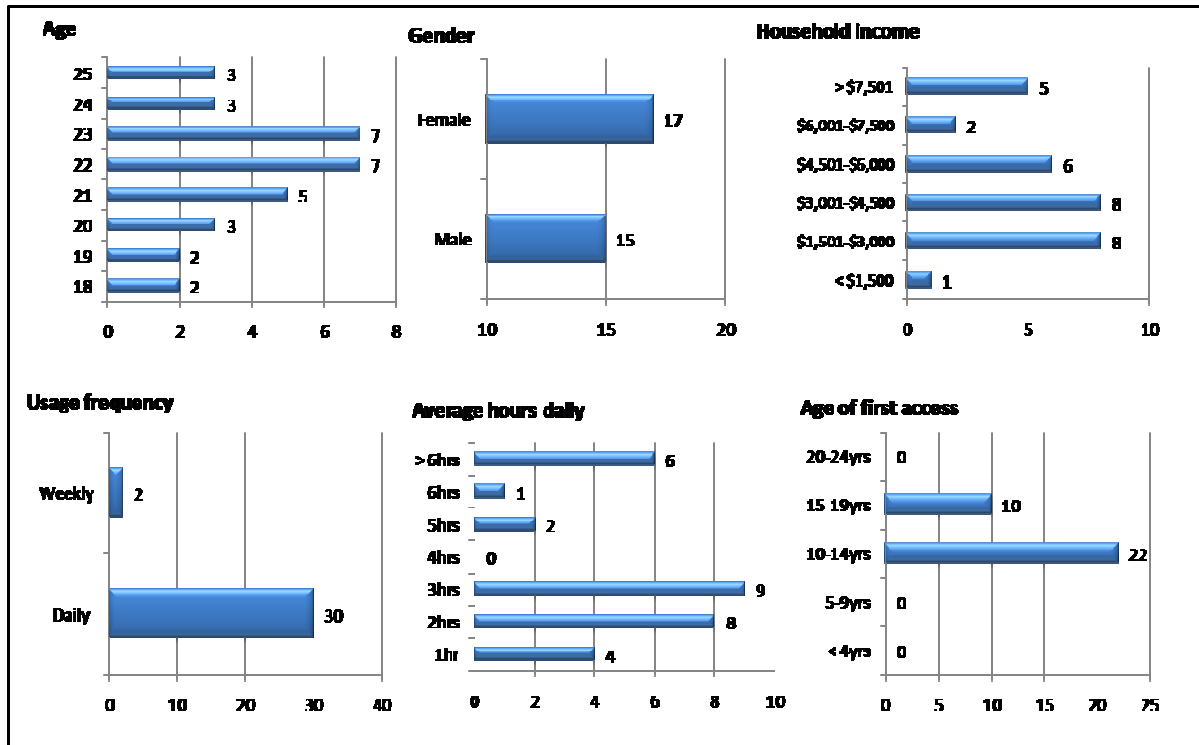 Age
25 3
24 3
23 7
22 7
21 5
20 3
19 2
18 2
0 2 4 6 8
Gender
Female 17
Male 15
10 15 20
Household income
>$7,501 5
$6,001-$7,500 2
$4,501-$6,000 6
$3,001-$4,500 8
$1,501-$3,000 8
<$1,500 1
0 5 10
Usage frequency
Weekly 2
Daily 30
0 10 20 30 40
Average hours daily
>6hrs 6
6hrs 1
5hrs 2
4hrs 0
3hrs 9
2hrs 8
1hr 4
0 2 4 6 8 10
Age of first access
20-24yrs 0
15 19yrs 10
10-14yrs 22
5-9yrs 0
<4yrs 0
0 5 10 15 20 25